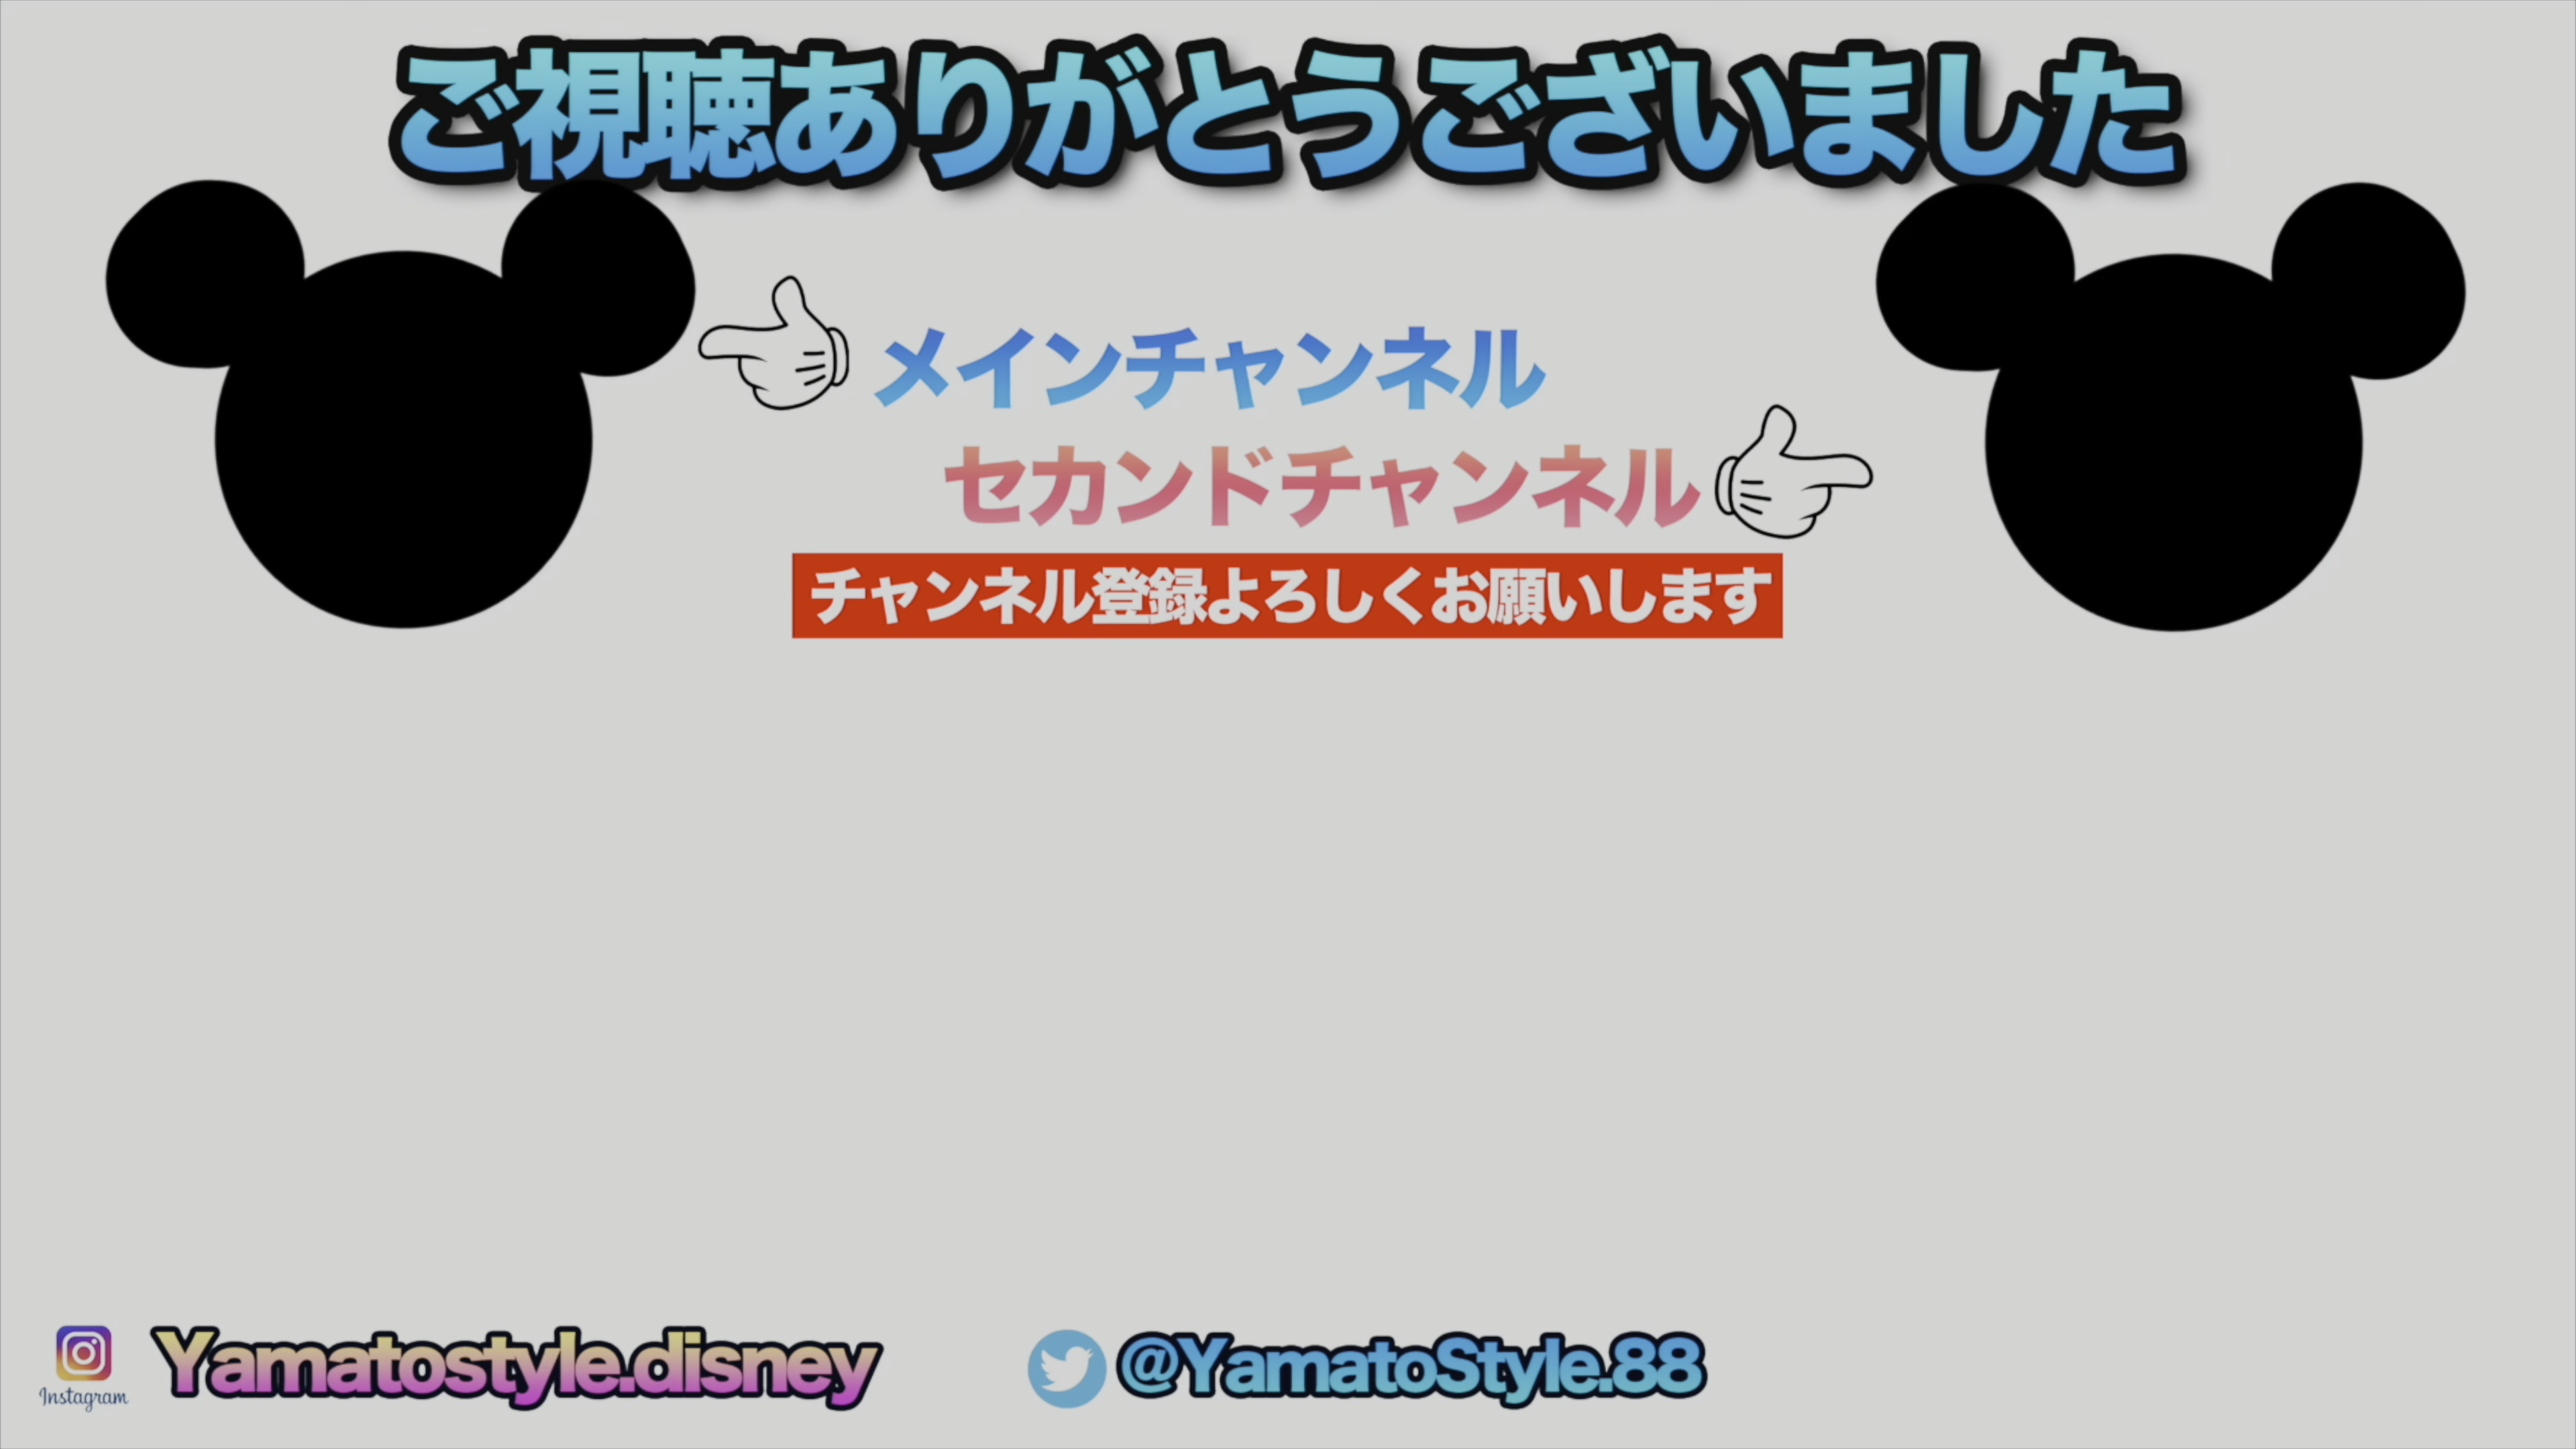 ご視聴ありがとうございました
メインチャンネル
セカンドチャンネル
チャンネル登録よろしくお願いします
Instagram
Yamatostyle.disney
@YamatoStyle.88